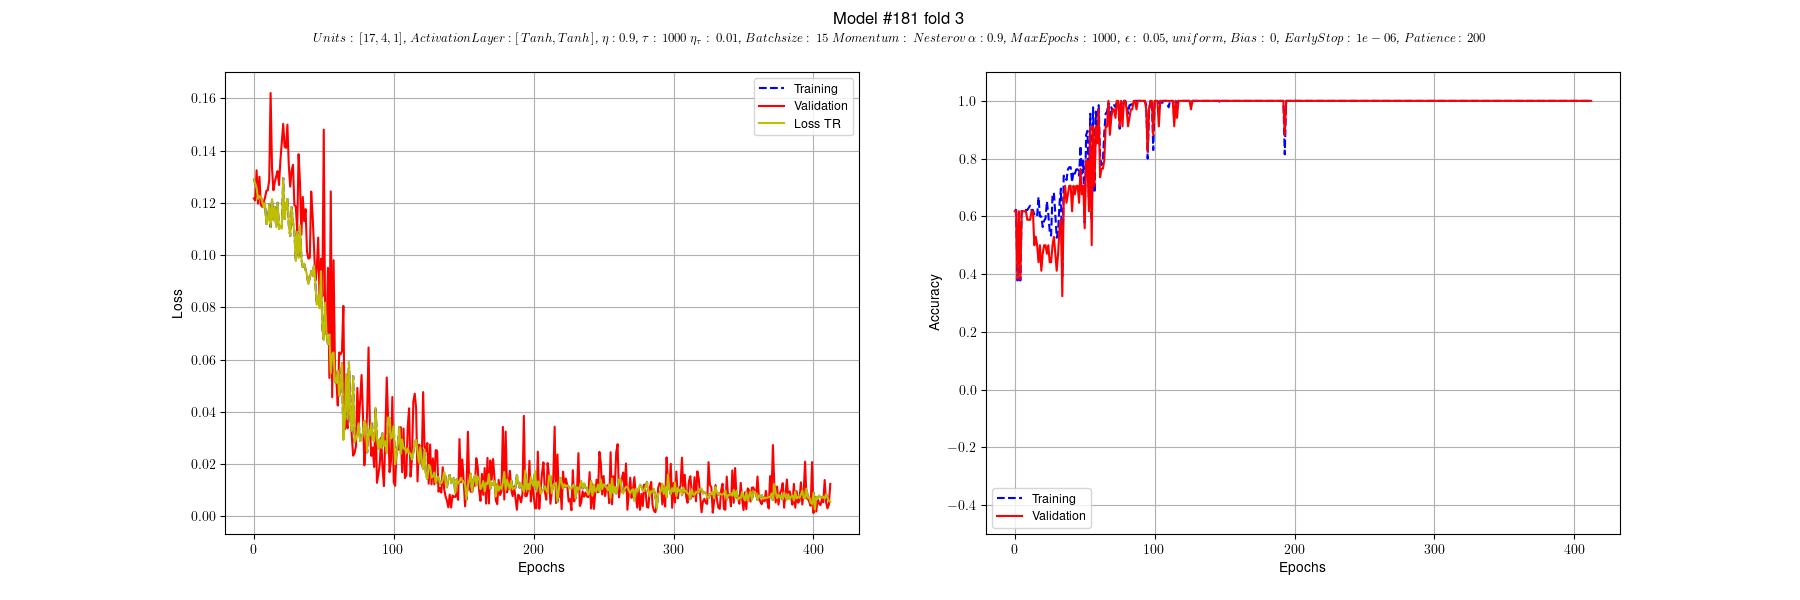 Model #181 fold 3
Units : [17, 4, 1], ActivationLayer : [Tanh, Tanh], η : 0.9, τ : 1000 η_τ : 0.01, Batchsize : 15 Momentum : Nesterov α : 0.9, MaxEpochs : 1000, ϵ : 0.05, uniform, Bias : 0, EarlyStop : 1e − 06, Patience : 200
Loss
0.16
0.14
0.12
0.10
0.08
0.06
0.04
0.02
0.00
0 100 200 300 400
Epochs
Training
Validation
Loss TR
Accuracy
1.0
0.8
0.6
0.4
0.2
0.0
−0.2
−0.4
0 100 200 300 400
Epochs
Training
Validation